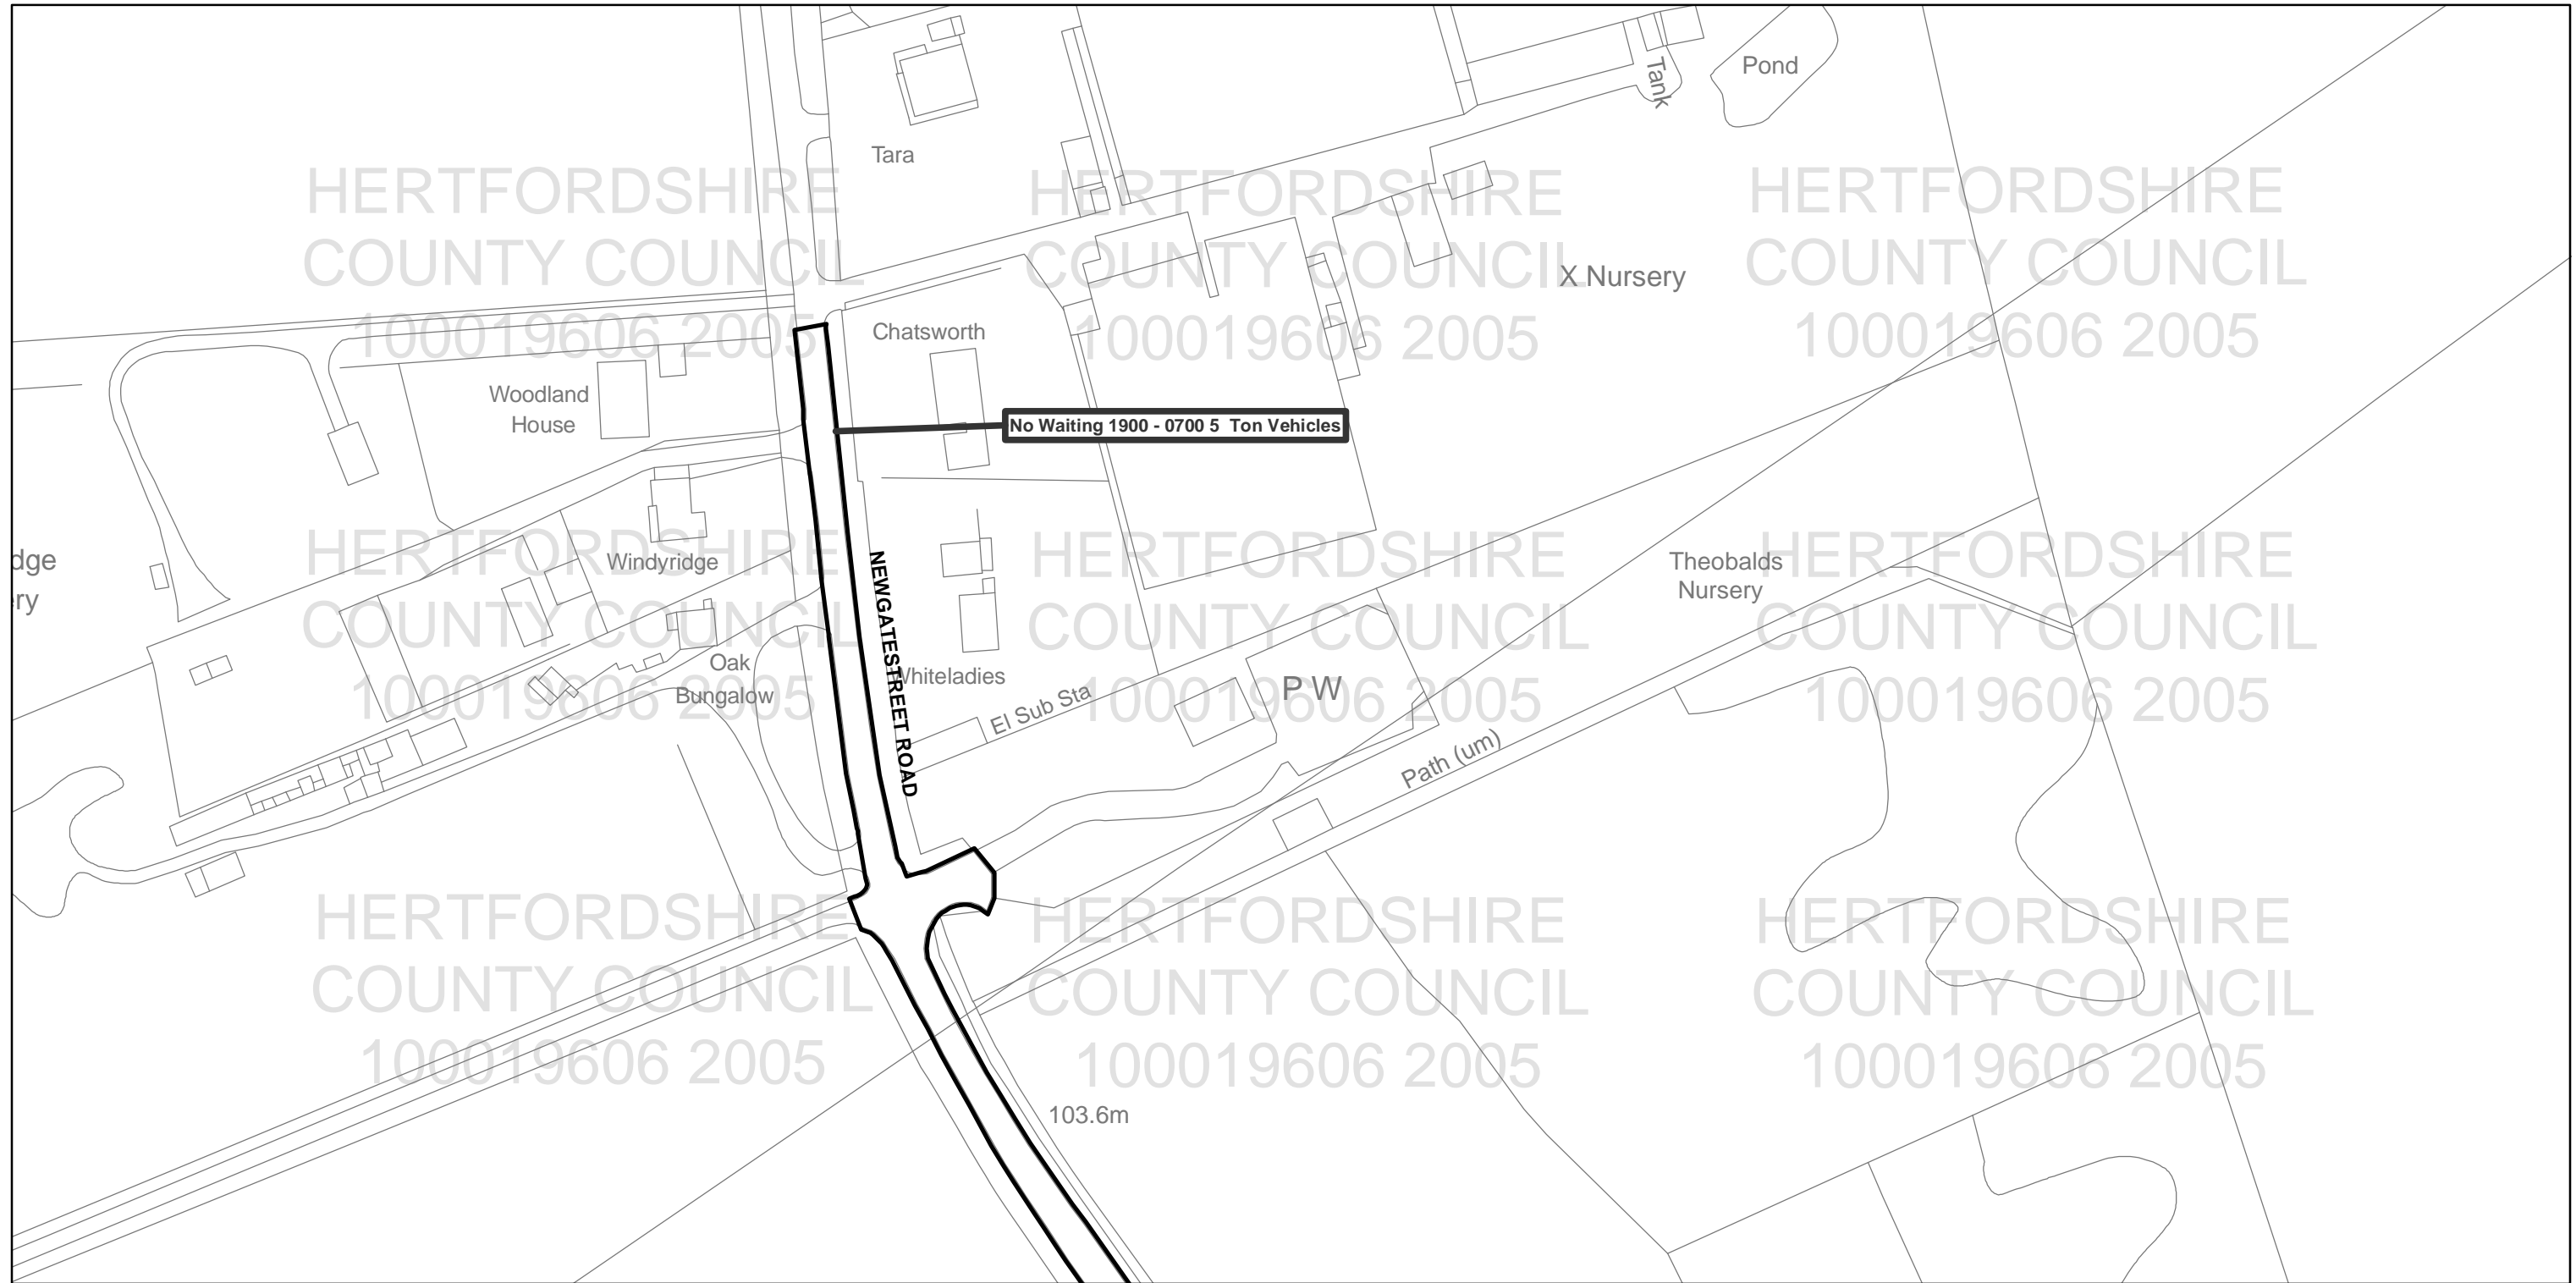 Tank
Pond
Tara
HERTFORDSHIRE
COUNTY COUNCIL
100019606 2005
HERTFORDSHIRE
COUNTY COUNCIL
100019606 2005
HERTFORDSHIRE
COUNTY COUNCIL
100019606 2005
X Nursery
Chatsworth
Woodland
House
No Waiting 1900 - 0700 5 Ton Vehicles
dge
ry
HERTFORDSHIRE
COUNTY COUNCIL
100019606 2005
HERTFORDSHIRE
COUNTY COUNCIL
100019606 2005
HERTFORDSHIRE
COUNTY COUNCIL
100019606 2005
Windyridge
Theobalds
Nursery
NEWGATESTREET ROAD
Oak
Bungalow
Whiteladies
El Sub Sta
P W
Path (um)
HERTFORDSHIRE
COUNTY COUNCIL
100019606 2005
HERTFORDSHIRE
COUNTY COUNCIL
100019606 2005
HERTFORDSHIRE
COUNTY COUNCIL
100019606 2005
103.6m